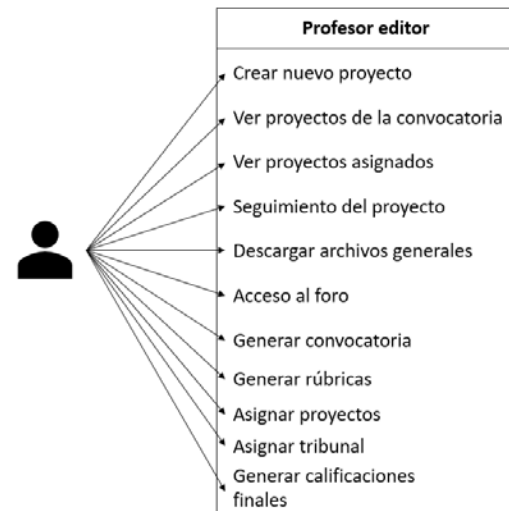 Profesor editor
Crear nuevo proyecto
Ver proyectos de la convocatoria
Ver proyectos asignados
Seguimiento del proyecto
Descargar archivos generales
Acceso al foro
Generar convocatoria
Generar rúbricas
Asignar proyectos
Asignar tribunal
Generar calificaciones
finales